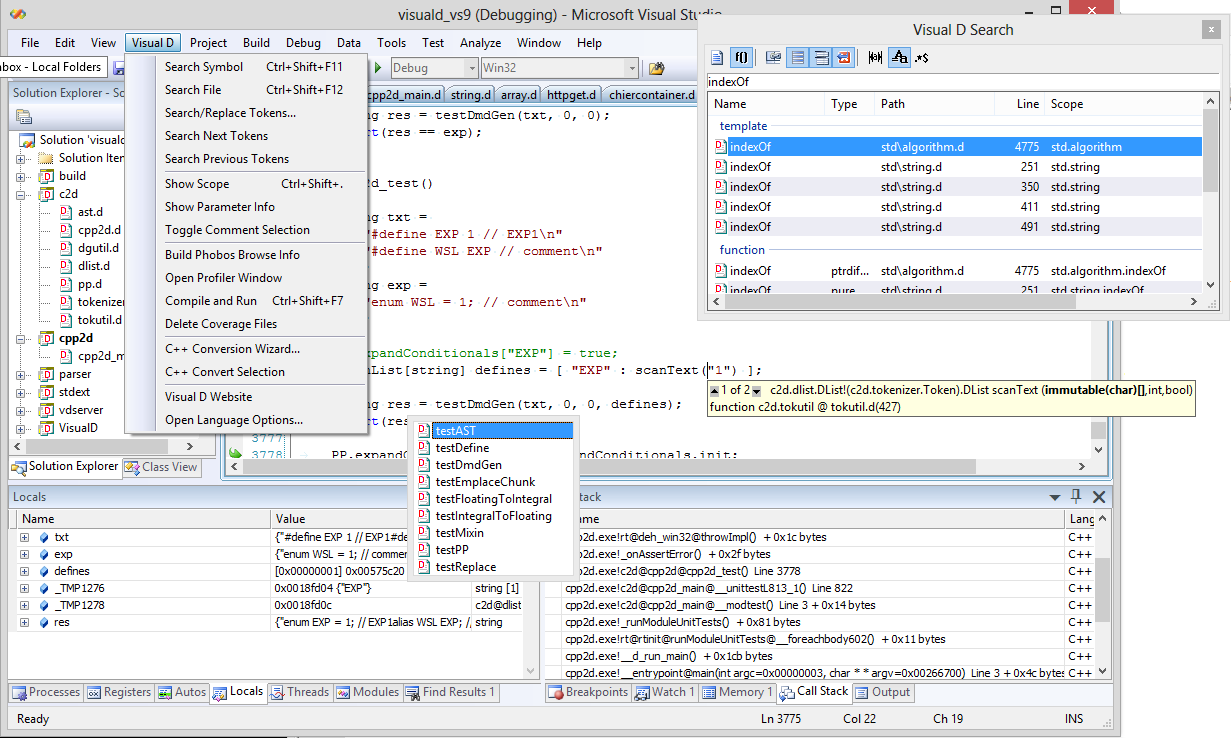 visuald_vs9 (Debugging) - Microsoft Visual Studio
File Edit View Visual D Project Build Debug Data Tools Test Analyze Window Help
box - Local Folders
Debug Win32
Solution Explorer - So
cpp2d_main.d string.d array.d httpget.d chiercontainer.d
Search Symbol Ctrl+Shift+F11
Search File Ctrl+Shift+F12
Search/Replace Tokens...
Search Next Tokens
Search Previous Tokens
Show Scope Ctrl+Shift+.
Show Parameter Info
Toggle Comment Selection
Build Phobos Browse Info
Open Profiler Window
Compile and Run Ctrl+Shift+F7
Delete Coverage Files
C++ Conversion Wizard...
C++ Convert Selection
Visual D Website
Open Language Options...
Solution 'visuald
Solution Iten
build
c2d
ast.d
cpp2d.d
dgutil.d
dlist.d
pp.d
tokenizer
tokutil.d
cpp2d
cpp2d_m
parser
stdext
vdserver
VisualD
Solution Explorer Class View
ng res = testDmdGen(txt, 0, 0);
rt(res == exp);
2d_test()
ng txt =
"#define EXP 1 // EXP1\n"
"#define WSL EXP // comment\n"
ng exp =
"enum WSL = 1; // comment\n"
xpandConditionals["EXP"] = true;
nList[string] defines = [ "EXP" : scanText("1") ];
ng res = testDmdGen(txt, 0, 0, defines);
rt(res
3777
3778 PP.expandC ndConditionals.init;
1 of 2 c2d.dlist.DList!(c2d.tokenizer.Token).DList scanText (immutable(char)[],int,bool)
function c2d.tokutil @ tokutil.d(427)
testAST
testDefine
testDmdGen
testEmplaceChunk
testFloatingToIntegral
testIntegralToFloating
testMixin
testPP
testReplace
Visual D Search
f()
indexOf
Name Type Path Line Scope
template
indexOf std\algorithm.d 4775 std.algorithm
indexOf std\string.d 251 std.string
indexOf std\string.d 350 std.string
indexOf std\string.d 411 std.string
indexOf std\string.d 491 std.string
function
indexOf ptrdif... std\algorithm.d 4775 std.algorithm.indexOf
indexOf pure std\string.d 251 std.string.indexOf
Locals
Name Value
txt {"#define EXP 1 // EXP1#de
exp {"enum WSL = 1; // commer
defines [0x00000001] 0x00575c20
_TMP1276 0x0018fd04 {"EXP"} string [1]
_TMP1278 0x0018fd0c c2d@dlist
res {"enum EXP = 1; // EXP1alias WSL EXP; // string
Processes Registers Autos Locals Threads Modules Find Results 1
tack
me Lang
cpp2d.exe!rt@deh_win32@throwImpl() + 0x1c bytes C++
cpp2d.exe!_onAssertError() + 0x2f bytes C++
cpp2d.exe!c2d@cpp2d@cpp2d_test() Line 3778 C++
cpp2d.exe!c2d@cpp2d_main@__unittestL813_1() Line 822 C++
cpp2d.exe!c2d@cpp2d_main@__modtest() Line 3 + 0x14 bytes C++
cpp2d.exe!_runModuleUnitTests() + 0x81 bytes C++
cpp2d.exe!rt@rtinit@runModuleUnitTests@__foreachbody602() + 0x11 bytes C++
cpp2d.exe!__d_run_main() + 0x1cb bytes C++
cpp2d.exe!__entrypoint@main(int argc=0x00000003, char * * argv=0x00266700) Line 3 + 0x4c bytes C++
Breakpoints Watch 1 Memory 1 Call Stack Output
Ready Ln 3775 Col 22 Ch 19 INS